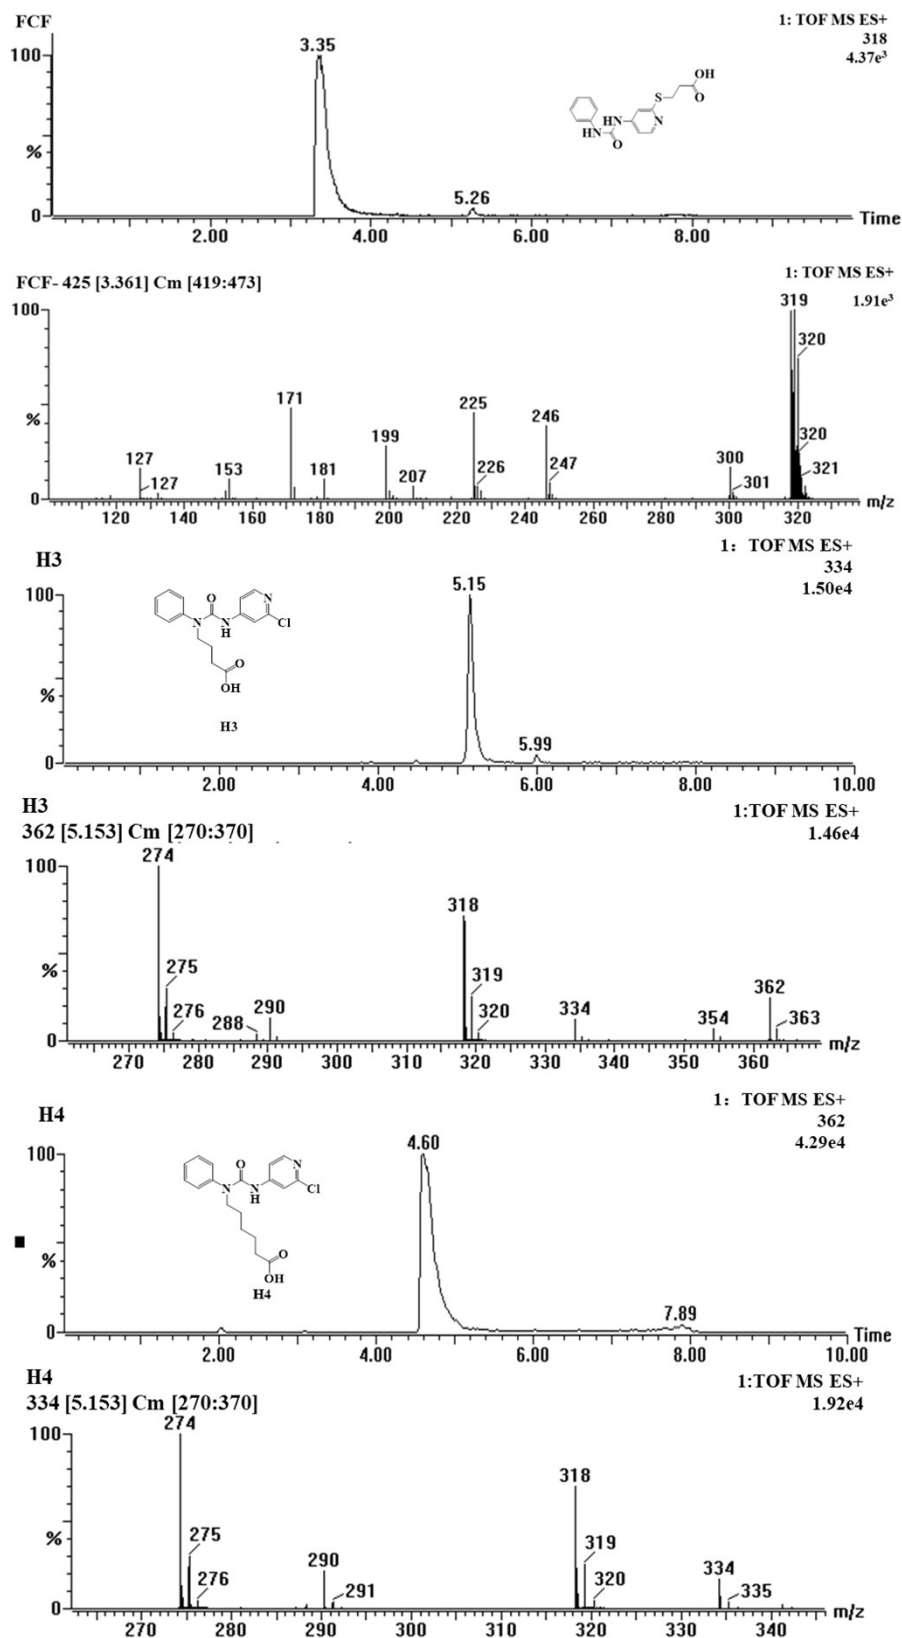 FCF
1: TOF MS ES+
318
4.37e³
3.35
100
%
0
5.26
OH
O
S
HN
N
HN
O
2.00
4.00
6.00
8.00
Time
FCF- 425 [3.361] Cm [419:473]
1: TOF MS ES+
1.91e³
100
%
0
127
127
153
171
181
199
207
225
226
246
247
300
301
319
320
320
321
120
140
160
180
200
220
240
260
280
300
320
m/z
H3
1: TOF MS ES+
334
1.50e4
100
%
0
5.15
5.99
O
N
N
N
H
Cl
O
OH
H3
2.00
4.00
6.00
8.00
10.00
H3
362 [5.153] Cm [270:370]
1:TOF MS ES+
1.46e4
100
%
0
274
275
276
288
290
318
319
320
334
354
362
363
270
280
290
300
310
320
330
340
350
360
m/z
H4
1: TOF MS ES+
362
4.29e4
100
%
0
4.60
7.89
O
N
N
N
H
Cl
O
OH
H4
2.00
4.00
6.00
8.00
10.00
Time
H4
334 [5.153] Cm [270:370]
1:TOF MS ES+
1.92e4
100
%
0
274
275
276
290
291
318
319
320
334
335
270
280
290
300
310
320
330
340
m/z